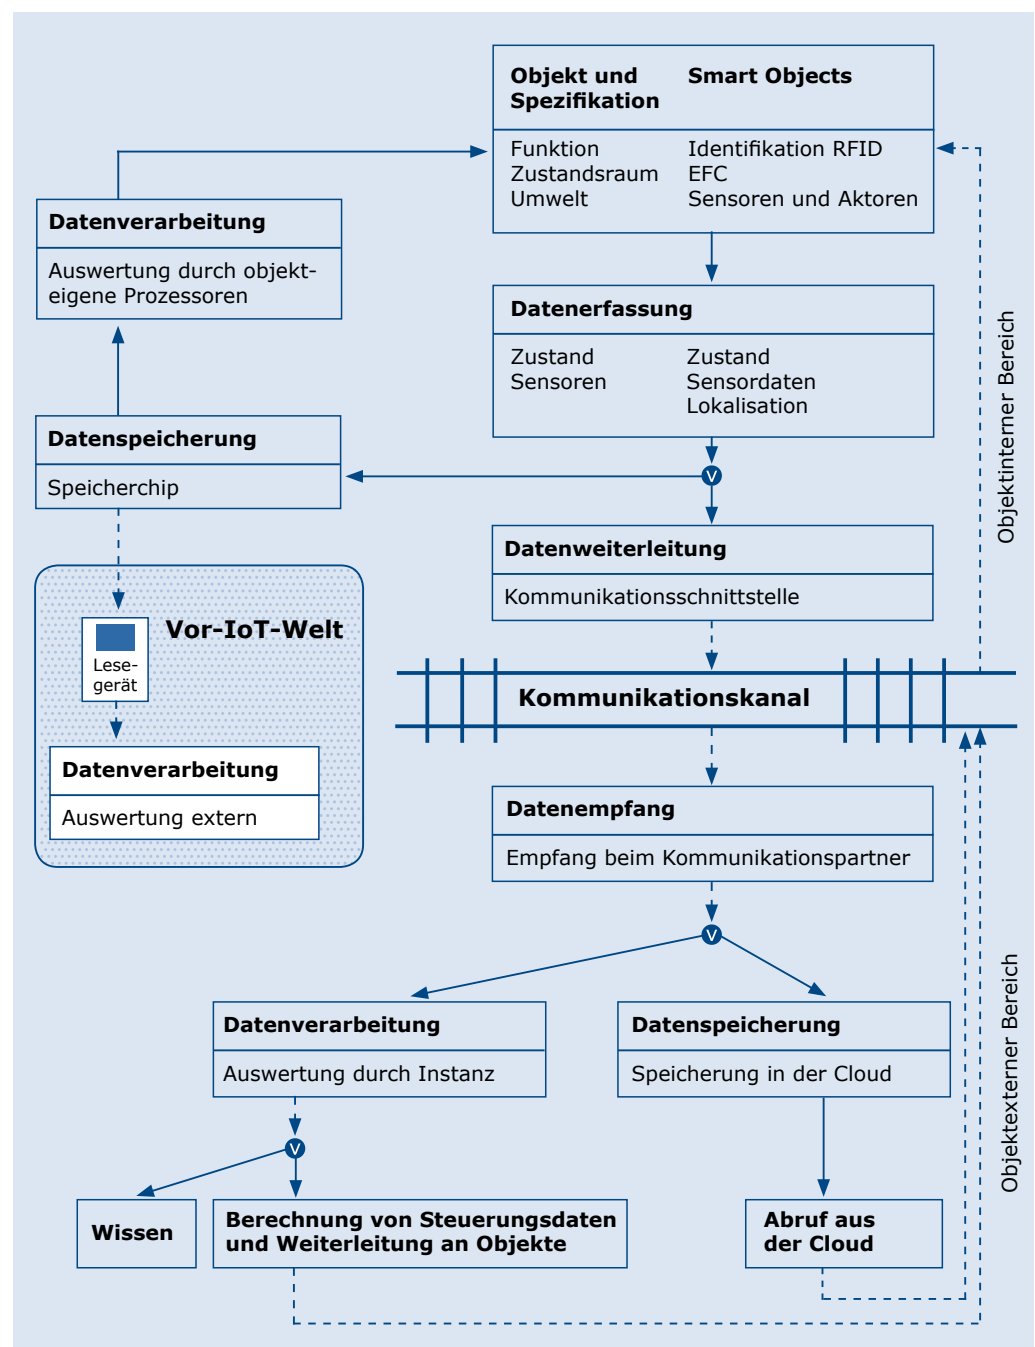 Objekt und
Spezifikation
Smart Objects
Funktion
Zustandsraum
Umwelt
Identifikation RFID
EFC
Sensoren und Aktoren
Datenverarbeitung
Auswertung durch objekt-
eigene Prozessoren
Datenerfassung
Zustand
Sensoren
Zustand
Sensordaten
Lokalisation
Objektinterner Bereich
Datenspeicherung
Speicherchip
V
Datenweiterleitung
Kommunikationsschnittstelle
Vor-IoT-Welt
Lese-
gerät
Kommunikationskanal
Datenverarbeitung
Auswertung extern
Datenempfang
Empfang beim Kommunikationspartner
V
Objektexterner Bereich
Datenverarbeitung
Auswertung durch Instanz
Datenspeicherung
Speicherung in der Cloud
V
Wissen
Berechnung von Steuerungsdaten
und Weiterleitung an Objekte
Abruf aus
der Cloud